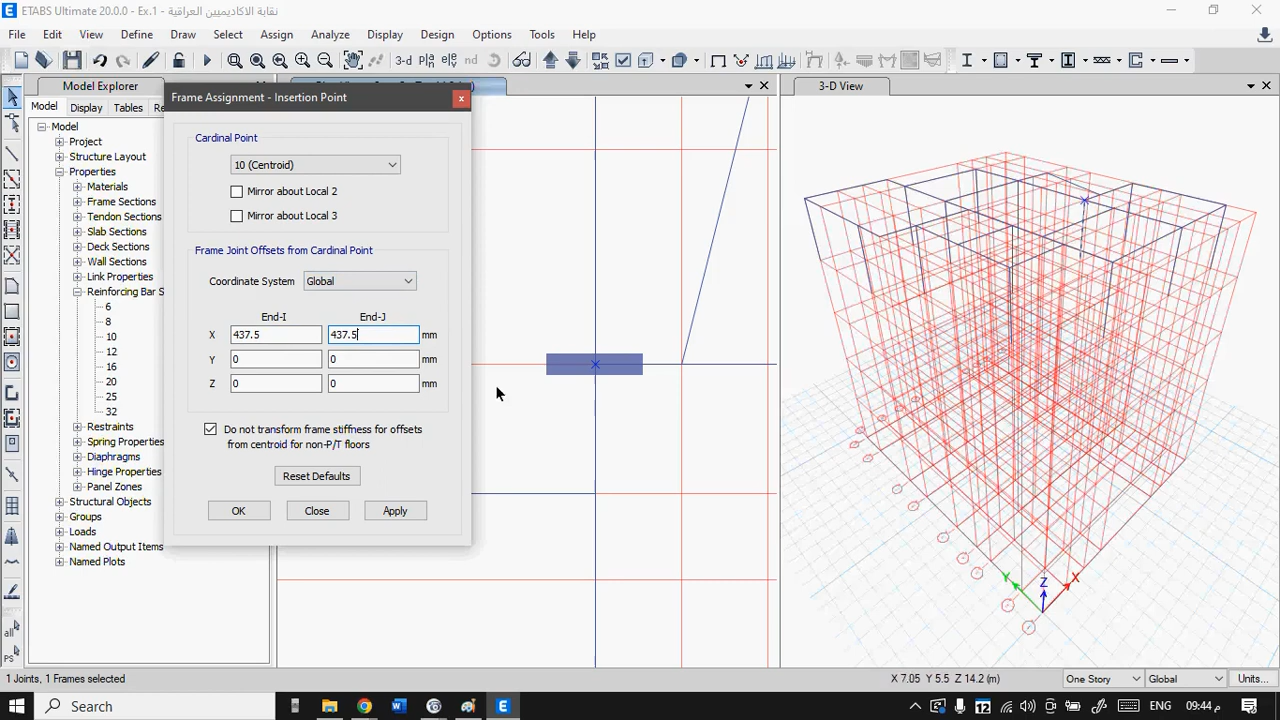 ETABS Ultimate 20.0.0 - Ex.1 - نقابة الاكاديميين العراقية
File Edit View Define Draw Select Assign Analyze Display Design Options Tools Help
3-d
Model Explorer
Model Display Tables
Model
Project
Structure Layout
Properties
Materials
Frame Sections
Tendon Sections
Slab Sections
Deck Sections
Wall Sections
Link Properties
Reinforcing Bar S
6
8
10
12
16
20
25
32
Restraints
Spring Properties
Diaphragms
Hinge Properties
Panel Zones
Structural Objects
Groups
Loads
Named Output Items
Named Plots
all
PS
Frame Assignment - Insertion Point
Cardinal Point
10 (Centroid)
Mirror about Local 2
Mirror about Local 3
Frame Joint Offsets from Cardinal Point
Coordinate System Global
End-I End-J
X 437.5 437.5 mm
Y 0 0 mm
Z 0 0 mm
Do not transform frame stiffness for offsets
from centroid for non-P/T floors
Reset Defaults
OK Close Apply
3-D View
Y Z X
1 Joints, 1 Frames selected
X 7.05 Y 5.5 Z 14.2 (m)
One Story Global Units...
Search
12
ENG
09:44 م